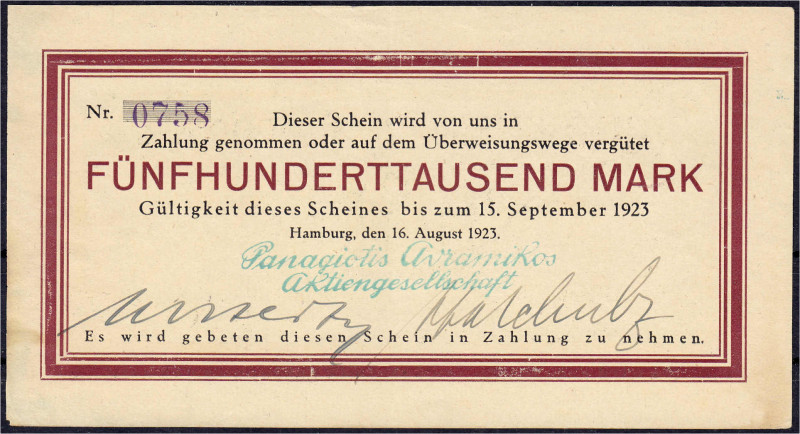 Nr. 0758
Dieser Schein wird von uns in
Zahlung genommen oder auf dem Überweisungswege vergütet
FÜNFHUNDERTTAUSEND MARK
Gültigkeit dieses Scheines bis zum 15. September 1923
Hamburg, den 16. August 1923.
Panagiotis Avramikos
Aktiengesellschaft
Es wird gebeten diesen Schein in Zahlung zu nehmen.